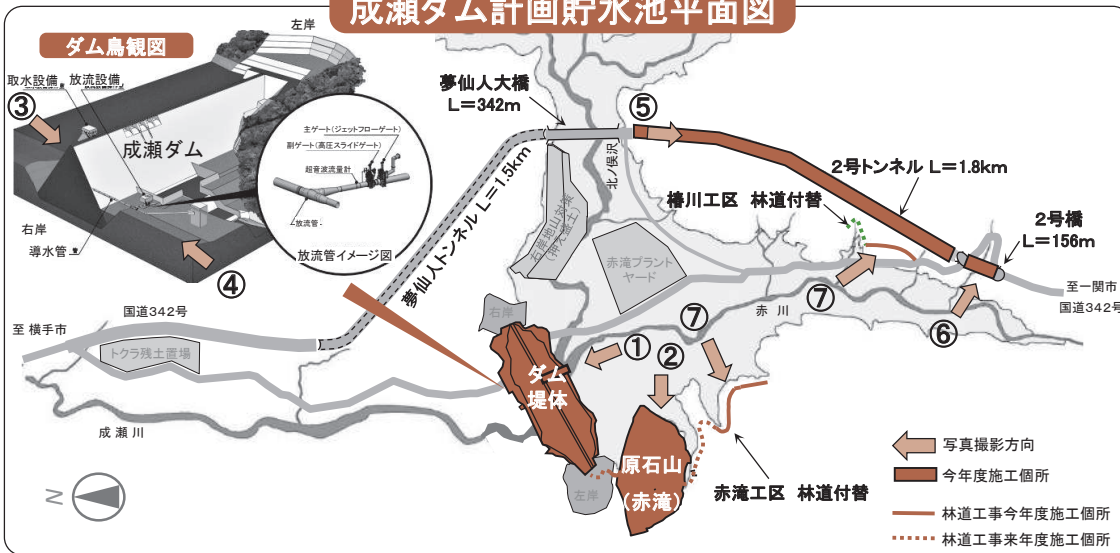 成瀬ダム計画貯水池平面図
ダム鳥観図
左岸
取水設備
放流設備
③
成瀬ダム
主ゲート(ジェットフローゲート)
副ゲート(高圧スライドゲート)
超音波流量計
放流管
放流管イメージ図
右岸
導水管
④
夢仙人大橋
L=342m
⑤
北ノ俣沢
2号トンネル L=1.8km
椿川工区 林道付替
2号橋
L=156m
右岸地山対策
(押え盛土)
赤滝プラント
ヤード
夢仙人トンネル L=1.5km
至一関市
国道342号
⑦
赤川
⑥
国道342号
至 横手市
トクラ残土置場
右岸
⑦
①
②
ダム
堤体
成瀬川
原石山
(赤滝)
左岸
赤滝工区 林道付替
N
写真撮影方向
今年度施工個所
林道工事今年度施工個所
林道工事来年度施工個所